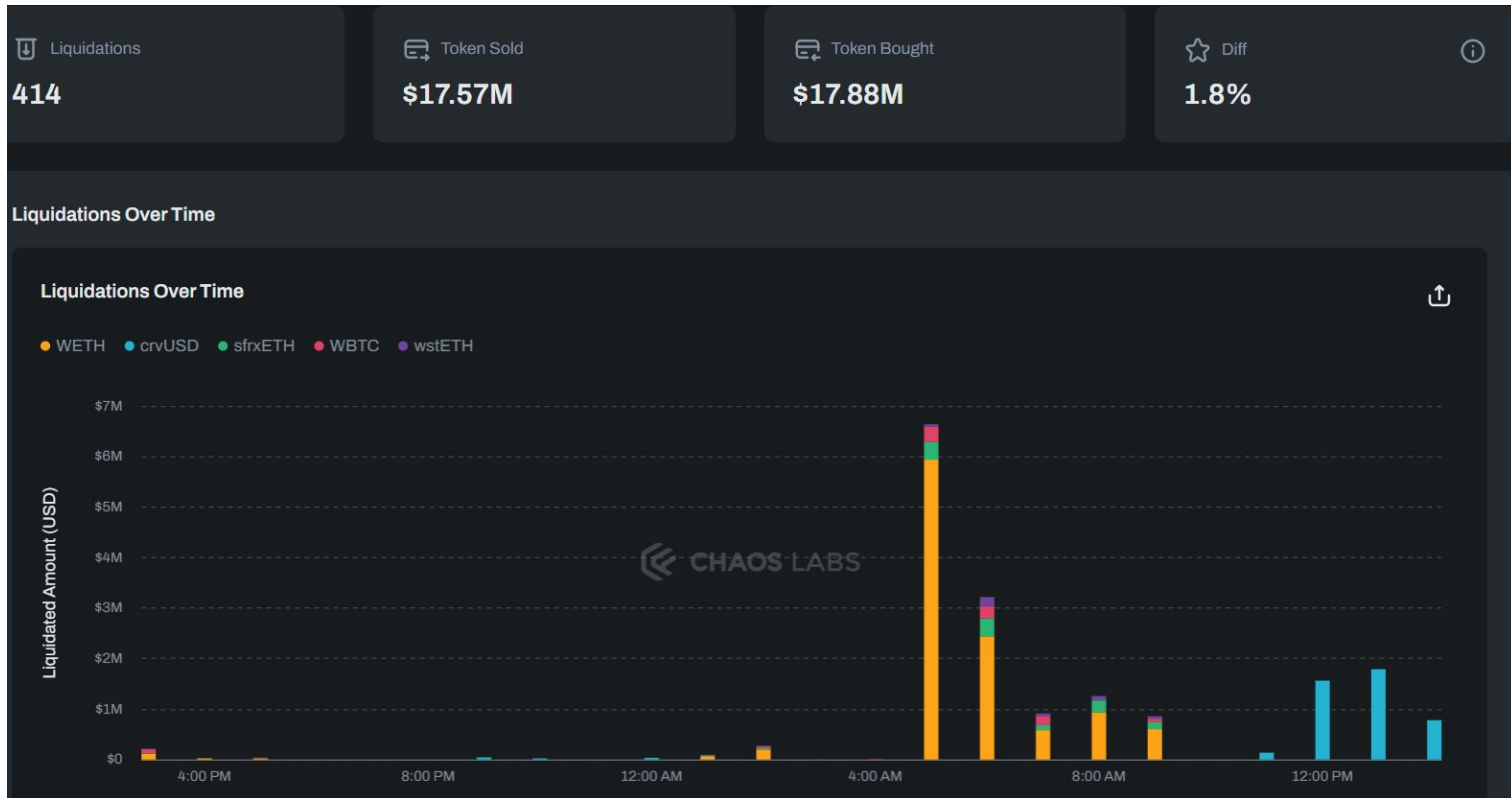 Liquidations
414
Token Sold
$17.57M
Token Bought
$17.88M
Diff
1.8%
Liquidations Over Time
Liquidations Over Time
WETH crvUSD sfrxETH WBTC wstETH
Liquidated Amount (USD)
$7M
$6M
$5M
$4M
$3M
$2M
$1M
$0
CHAOS LABS
4:00 PM 8:00 PM 12:00 AM 4:00 AM 8:00 AM 12:00 PM